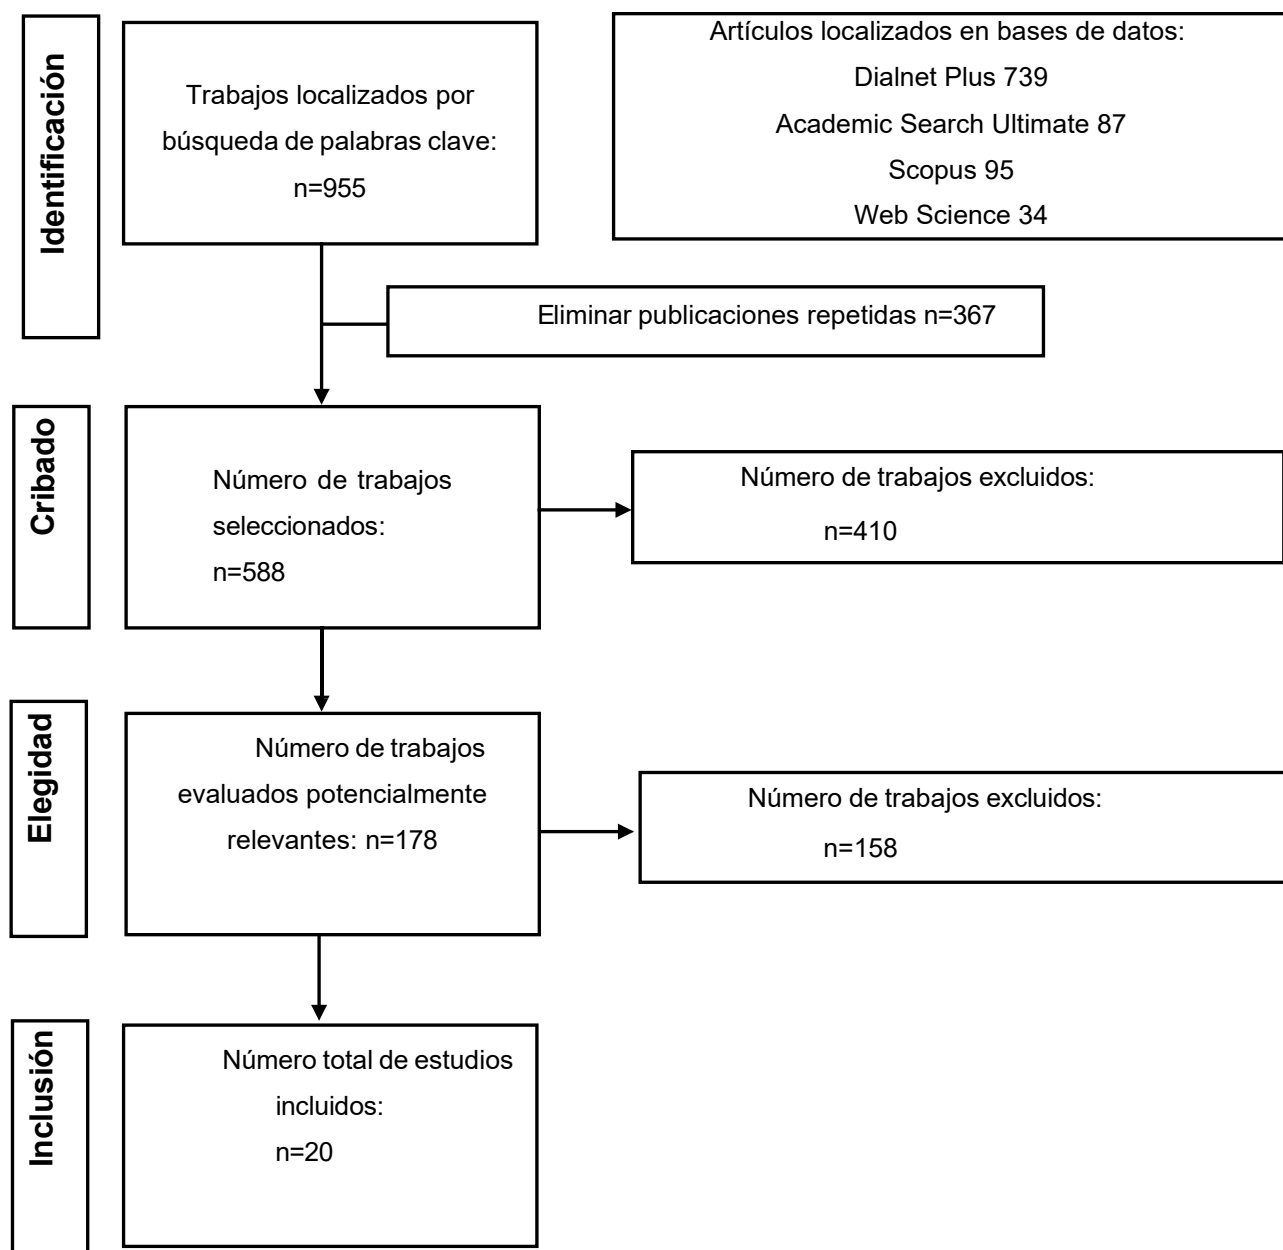 Identificación
Trabajos localizados por
búsqueda de palabras clave:
n=955
Artículos localizados en bases de datos:
Dialnet Plus 739
Academic Search Ultimate 87
Scopus 95
Web Science 34
Eliminar publicaciones repetidas n=367
Cribado
Número de trabajos
seleccionados:
n=588
Número de trabajos excluidos:
n=410
Elegidad
Número de trabajos
evaluados potencialmente
relevantes: n=178
Número de trabajos excluidos:
n=158
Inclusión
Número total de estudios
incluidos:
n=20